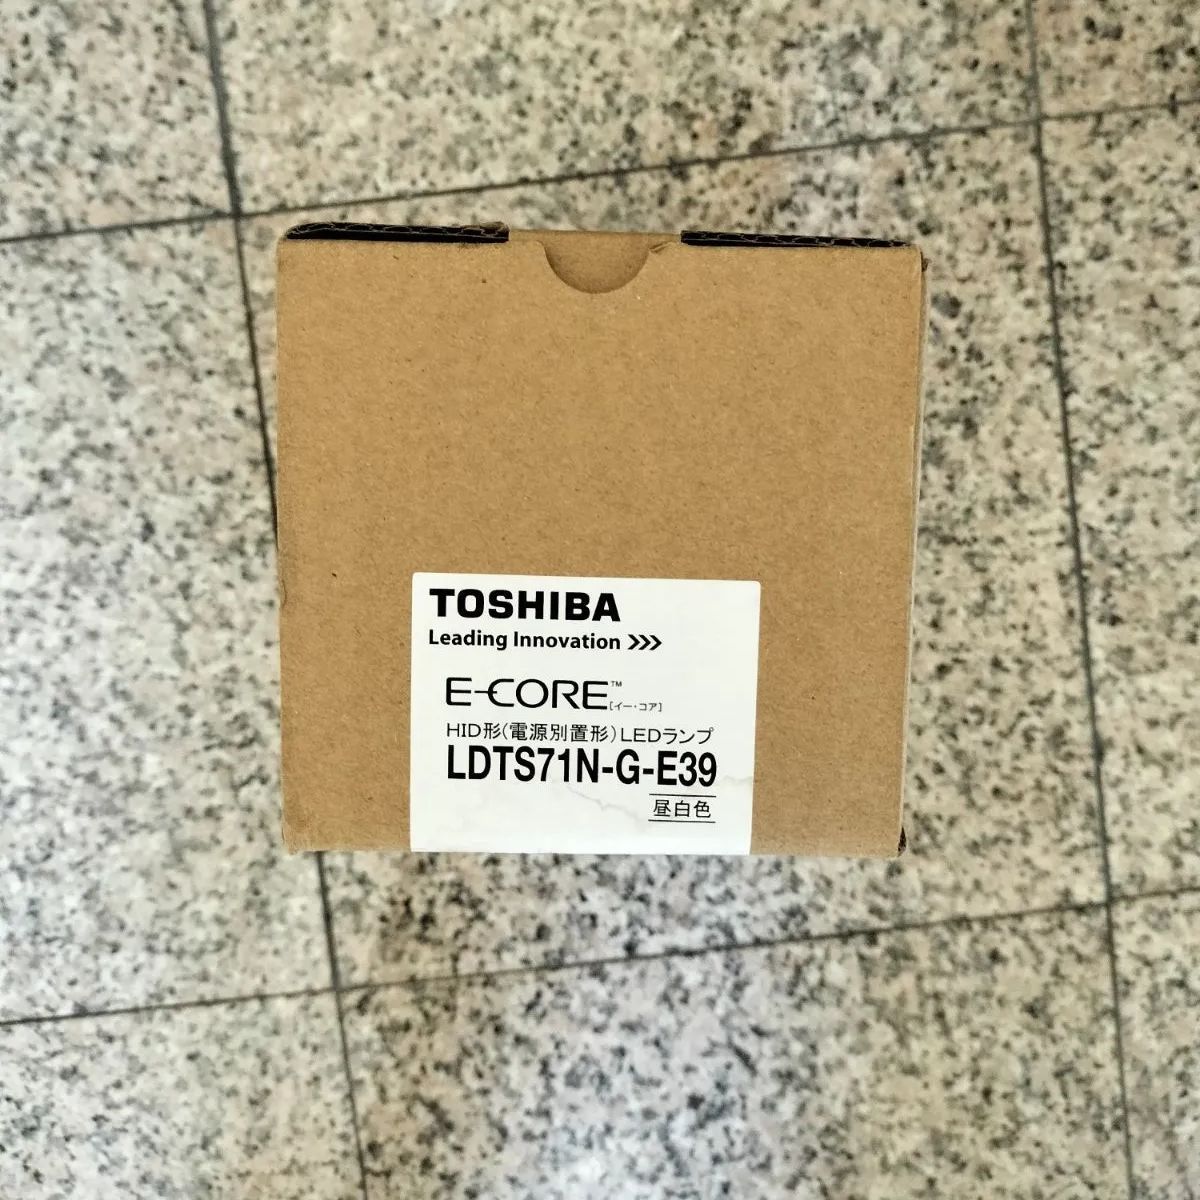 TOSHIBA
Leading Innovation >>>
E-CORE™ [イー・コア]
HID形(電源別置形)LEDランプ
LDTS71N-G-E39
昼白色